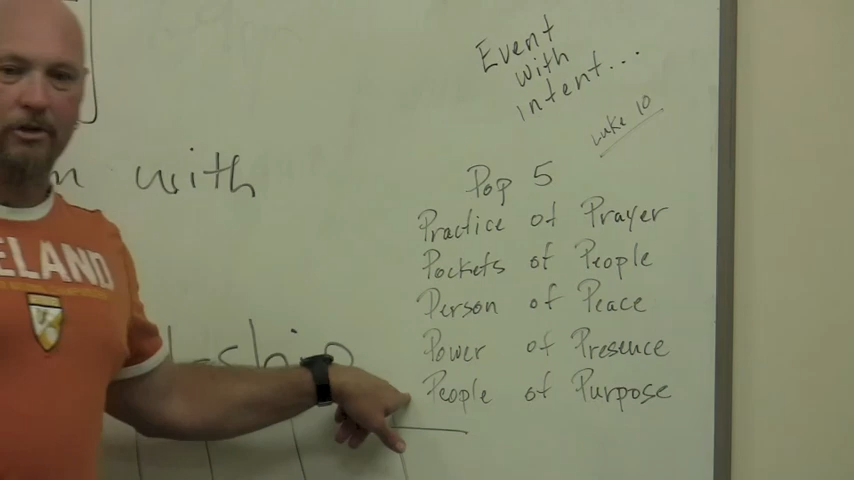 Event
with
intent...
Luke 10
with
Pop 5
Practice of Prayer
Pockets of People
Person of Peace
Power of Presence
People of Purpose
ELAND
-ship